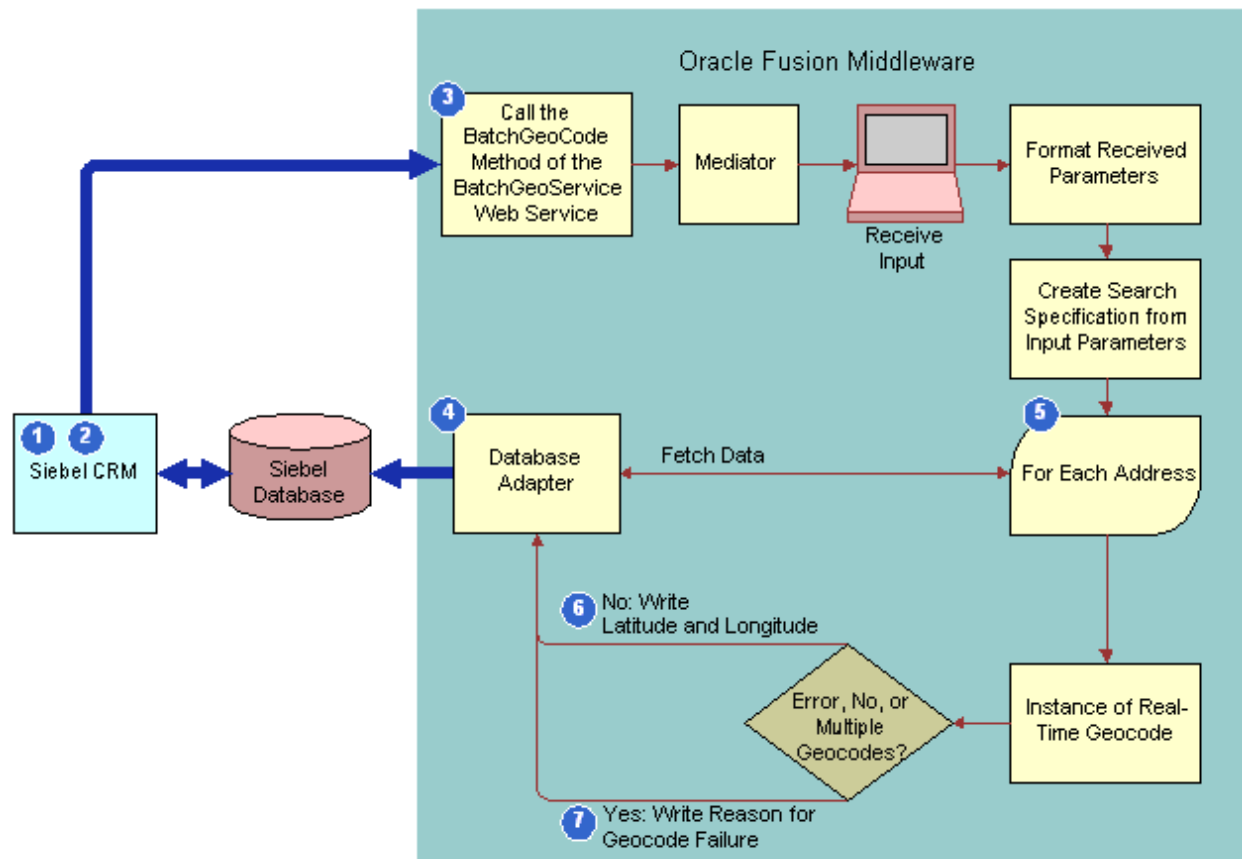 Oracle Fusion Middleware
3
Call the
BatchGeoCode
Method of the
BatchGeoService
Web Service
Mediator
Receive
Input
Format Received
Parameters
Create Search
Specification from
Input Parameters
1
2
Siebel CRM
Siebel
Database
4
Database
Adapter
Fetch Data
5
For Each Address
6
No: Write
Latitude and Longitude
Error, No, or
Multiple
Geocodes?
Instance of Real-
Time Geocode
7
Yes: Write Reason for
Geocode Failure